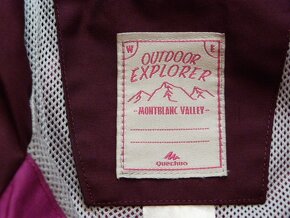 W E
OUTDOOR
EXPLORER
- MONTBLANC VALLEY -
Quechua